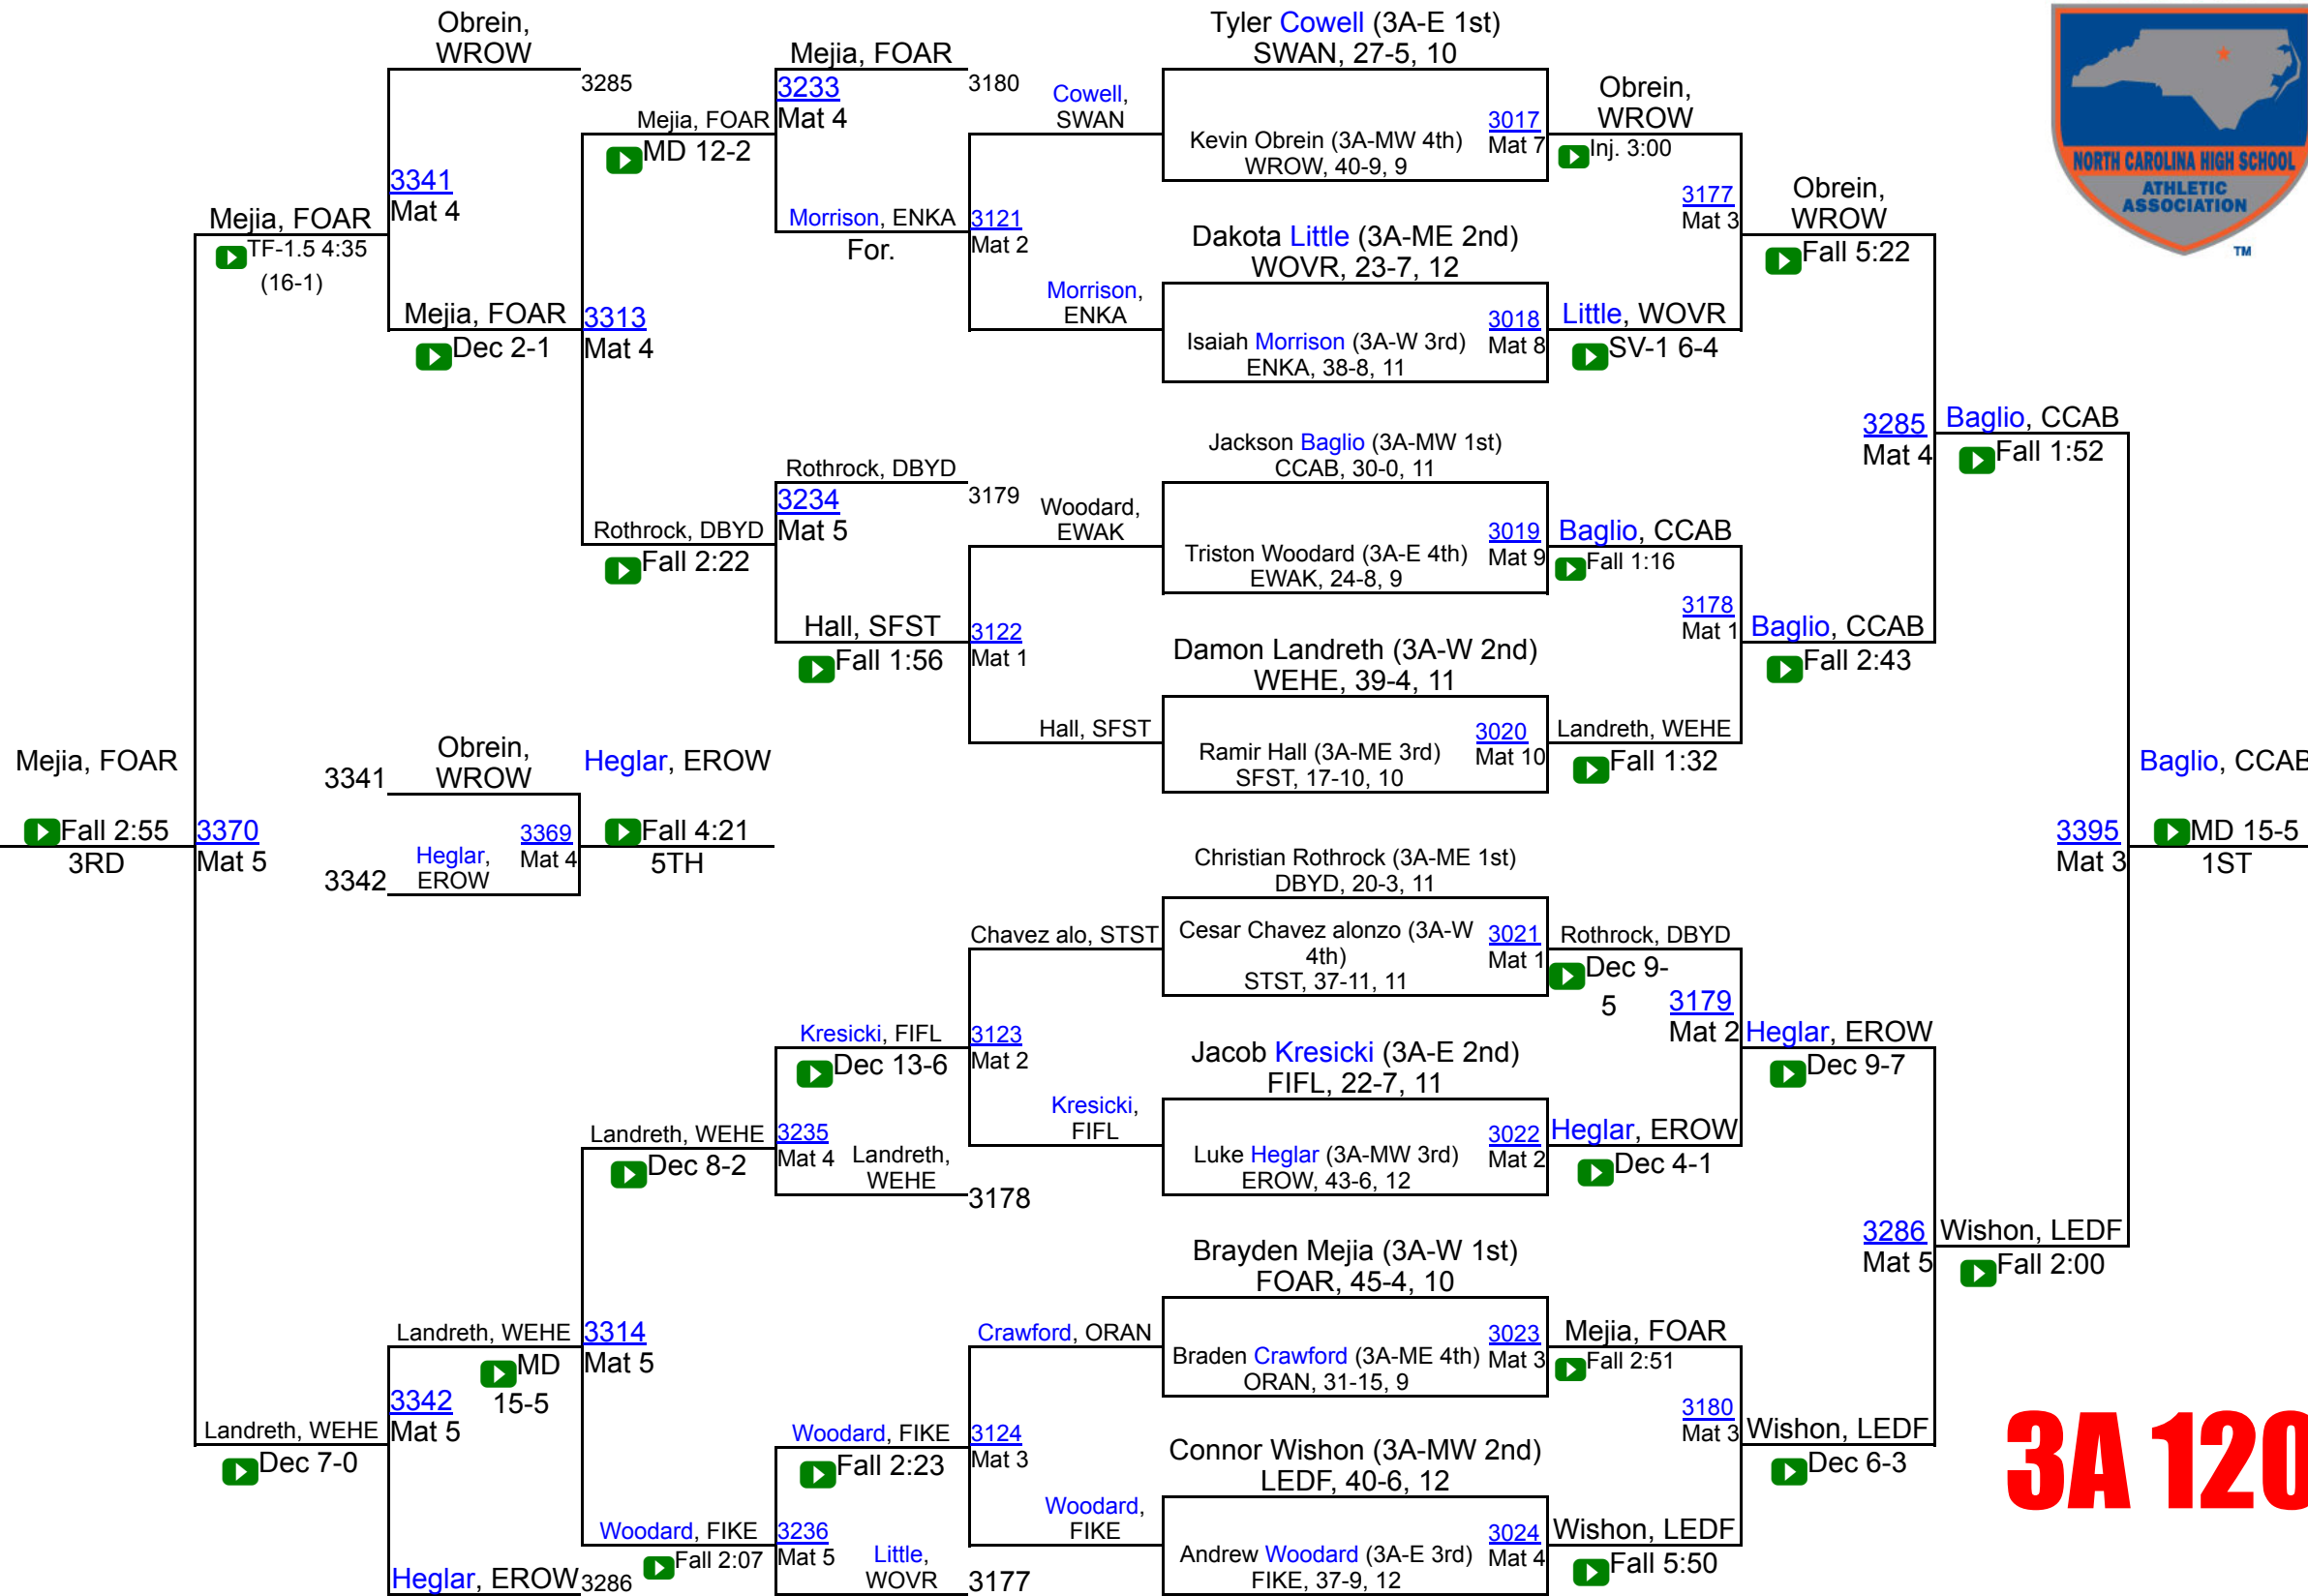 Obrein,
WROW
3285
3341
Mat 4
Mejia, FOAR
TF-1.5 4:35
(16-1)
Mejia, FOAR
Dec 2-1
Mejia, FOAR
MD 12-2
3313
Mat 4
Rothrock, DBYD
Fall 2:22
Mejia, FOAR
3180
3233
Mat 4
Morrison, ENKA
For.
Rothrock, DBYD
3179
3234
Mat 5
Hall, SFST
Fall 1:56
Cowell,
SWAN
3121
Mat 2
Morrison,
ENKA
Woodard,
EWAK
3122
Mat 1
Hall, SFST
Tyler Cowell (3A-E 1st)
SWAN, 27-5, 10
3017
Mat 7
Kevin Obrein (3A-MW 4th)
WROW, 40-9, 9
Dakota Little (3A-ME 2nd)
WOVR, 23-7, 12
3018
Mat 8
Isaiah Morrison (3A-W 3rd)
ENKA, 38-8, 11
Jackson Baglio (3A-MW 1st)
CCAB, 30-0, 11
3019
Mat 9
Triston Woodard (3A-E 4th)
EWAK, 24-8, 9
Damon Landreth (3A-W 2nd)
WEHE, 39-4, 11
3020
Mat 10
Ramir Hall (3A-ME 3rd)
SFST, 17-10, 10
Obrein,
WROW
Inj. 3:00
3177
Mat 3
Little, WOVR
SV-1 6-4
Baglio, CCAB
Fall 1:16
3178
Mat 1
Landreth, WEHE
Fall 1:32
Obrein,
WROW
Fall 5:22
3285
Mat 4
Baglio, CCAB
Fall 2:43
Baglio, CCAB
Fall 1:52
NORTH CAROLINA HIGH SCHOOL
ATHLETIC
ASSOCIATION
TM
Mejia, FOAR
Fall 2:55
3RD
3370
Mat 5
3341
Obrein,
WROW
3342
Heglar,
EROW
3369
Mat 4
Heglar, EROW
Fall 4:21
5TH
3395
Mat 3
Baglio, CCAB
MD 15-5
1ST
Christian Rothrock (3A-ME 1st)
DBYD, 20-3, 11
Cesar Chavez alonzo (3A-W
4th)
STST, 37-11, 11
3021
Mat 1
Jacob Kresicki (3A-E 2nd)
FIFL, 22-7, 11
3022
Mat 2
Luke Heglar (3A-MW 3rd)
EROW, 43-6, 12
Brayden Mejia (3A-W 1st)
FOAR, 45-4, 10
3023
Mat 3
Braden Crawford (3A-ME 4th)
ORAN, 31-15, 9
Connor Wishon (3A-MW 2nd)
LEDF, 40-6, 12
3024
Mat 4
Andrew Woodard (3A-E 3rd)
FIKE, 37-9, 12
Chavez alo, STST
3123
Mat 2
Kresicki,
FIFL
Crawford, ORAN
3124
Mat 3
Woodard,
FIKE
Kresicki, FIFL
Dec 13-6
3235
Mat 4
Landreth,
WEHE
3178
Woodard, FIKE
Fall 2:23
3236
Mat 5
Little,
WOVR
3177
Landreth, WEHE
Dec 8-2
3314
Mat 5
Woodard, FIKE
Fall 2:07
Landreth, WEHE
MD
15-5
3342
Mat 5
Heglar, EROW
3286
Landreth, WEHE
Dec 7-0
Rothrock, DBYD
Dec 9-
5
3179
Mat 2
Heglar, EROW
Dec 4-1
Mejia, FOAR
Fall 2:51
3180
Mat 3
Wishon, LEDF
Fall 5:50
Heglar, EROW
Dec 9-7
3286
Mat 5
Wishon, LEDF
Dec 6-3
Wishon, LEDF
Fall 2:00
3A 120